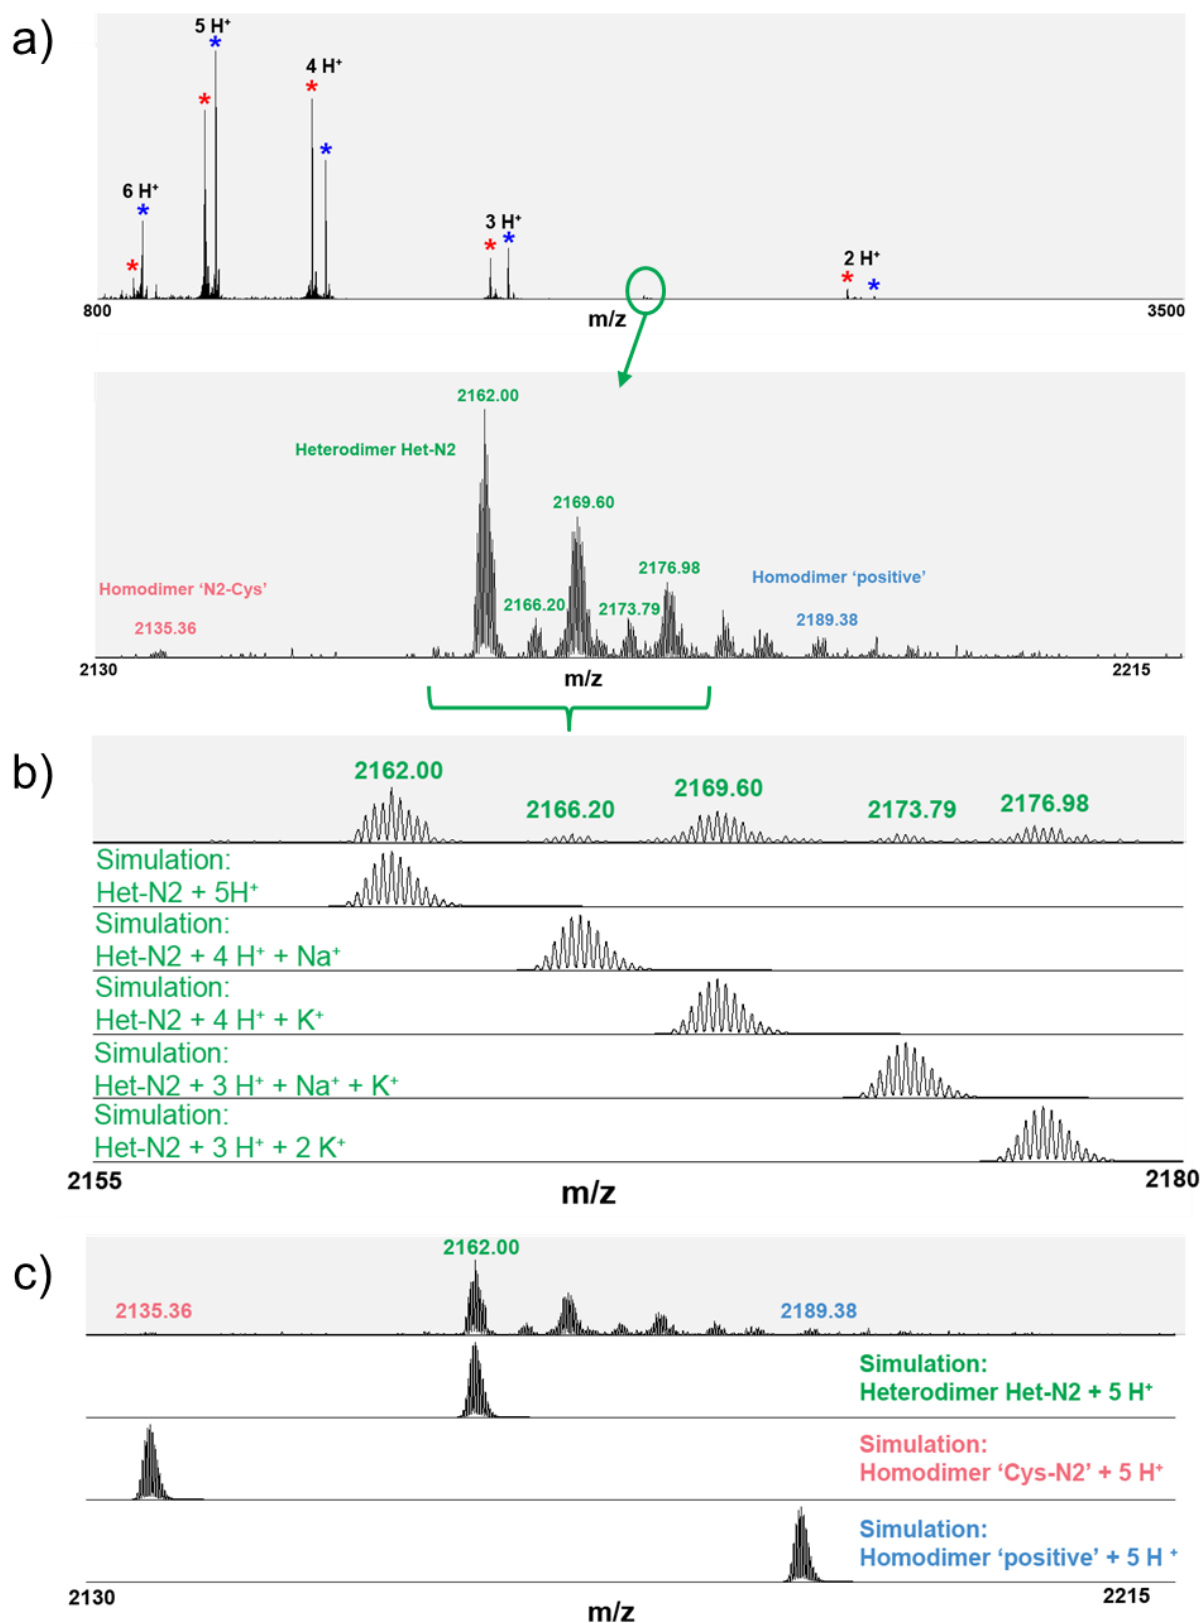 a)
5 H⁺
*
4 H⁺
*
*
*
6 H⁺
*
*
3 H⁺
*
*
2 H⁺
*
*
800
m/z
3500
2162.00
Heterodimer Het-N2
2169.60
2176.98
Homodimer 'positive'
Homodimer 'N2-Cys'
2166.20
2173.79
2189.38
2135.36
2130
m/z
2215
b)
2162.00
2166.20
2169.60
2173.79
2176.98
Simulation:
Het-N2 + 5H⁺
Simulation:
Het-N2 + 4 H⁺ + Na⁺
Simulation:
Het-N2 + 4 H⁺ + K⁺
Simulation:
Het-N2 + 3 H⁺ + Na⁺ + K⁺
Simulation:
Het-N2 + 3 H⁺ + 2 K⁺
2155
m/z
2180
c)
2162.00
2135.36
2189.38
Simulation:
Heterodimer Het-N2 + 5 H⁺
Simulation:
Homodimer 'Cys-N2' + 5 H⁺
Simulation:
Homodimer 'positive' + 5 H ⁺
2130
m/z
2215